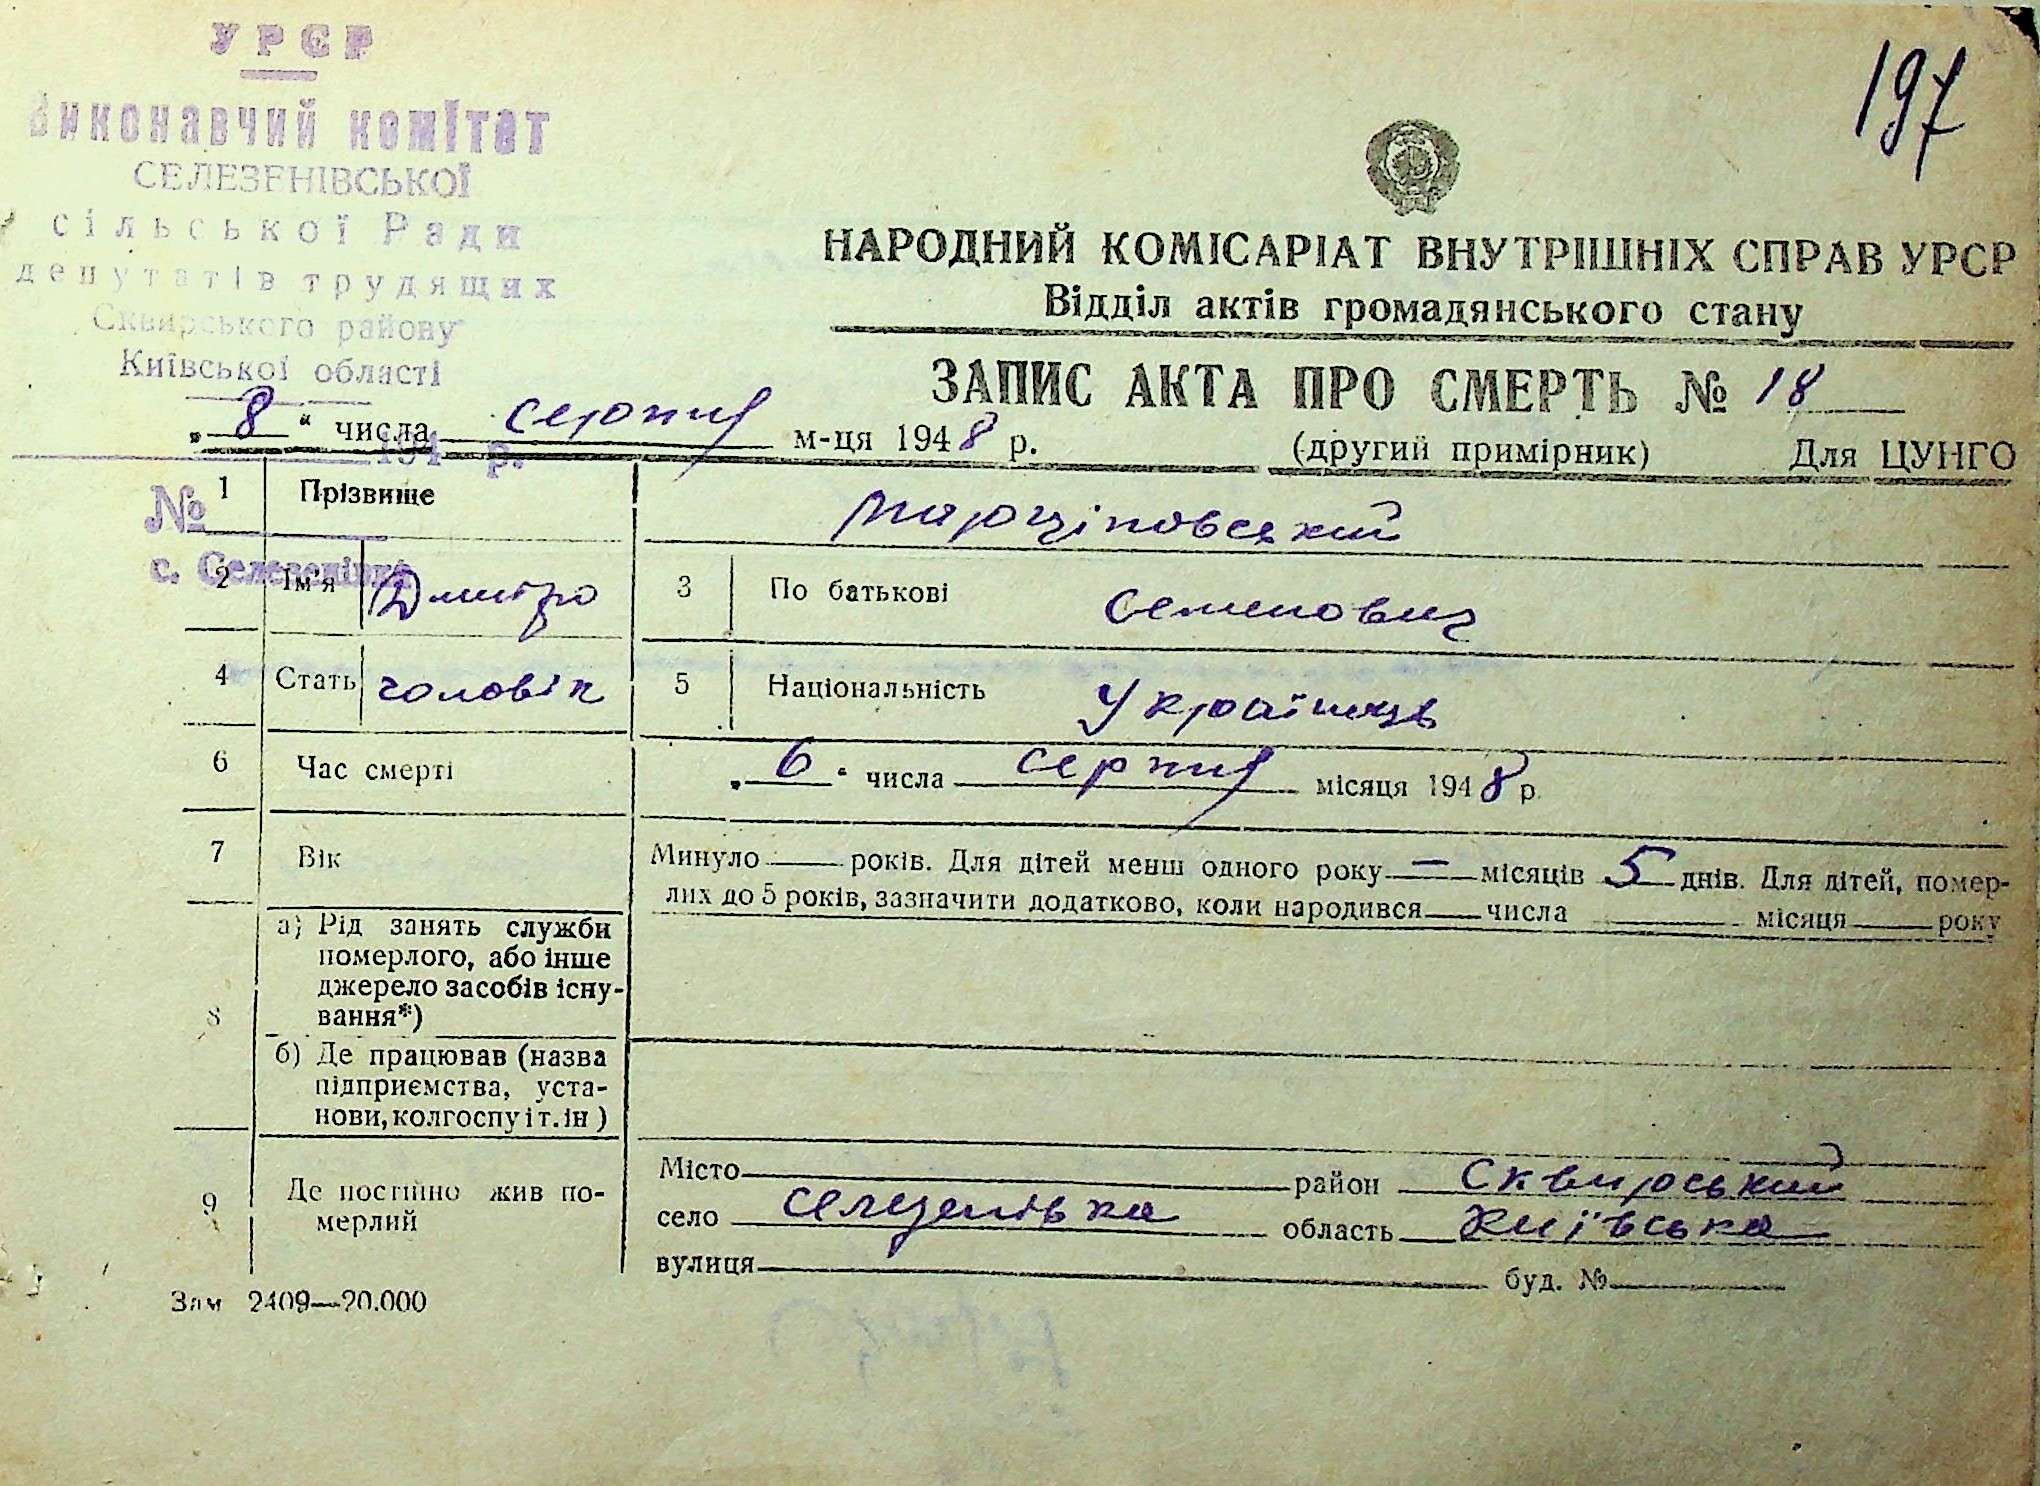 197
УРСР
Виконавчий комітет
СЕЛЕЗЕНІВСЬКОЇ
сільської Ради
депутатів трудящих
Сквирського району
Київської області
194 р.
№
с. Селезенівка
НАРОДНИЙ КОМІСАРІАТ ВНУТРІШНІХ СПРАВ УРСР
Відділ актів громадянського стану
ЗАПИС АКТА ПРО СМЕРТЬ № 18
„8“ числа серпня м-ця 1948 р. (другий примірник) Для ЦУНГО
1 Прізвище Марціновський
2 Ім'я Дмитро 3 По батькові Семенович
4 Стать чоловік 5 Національність Українець
6 Час смерті „6“ числа серпня місяця 1948 р.
7 Вік Минуло років. Для дітей менш одного року — місяців 5 днів. Для дітей, помер-
лих до 5 років, зазначити додатково, коли народився числа місяця року
8 а) Рід занять служби
померлого, або інше
джерело засобів існу-
вання*)
б) Де працював (назва
підприємства, уста-
нови, колгоспу і т. ін )
9 Де постійно жив по-
мерлий
Місто район Сквирський
село Селезенівка область Київська
вулиця буд. №
Зам 2409—20.000